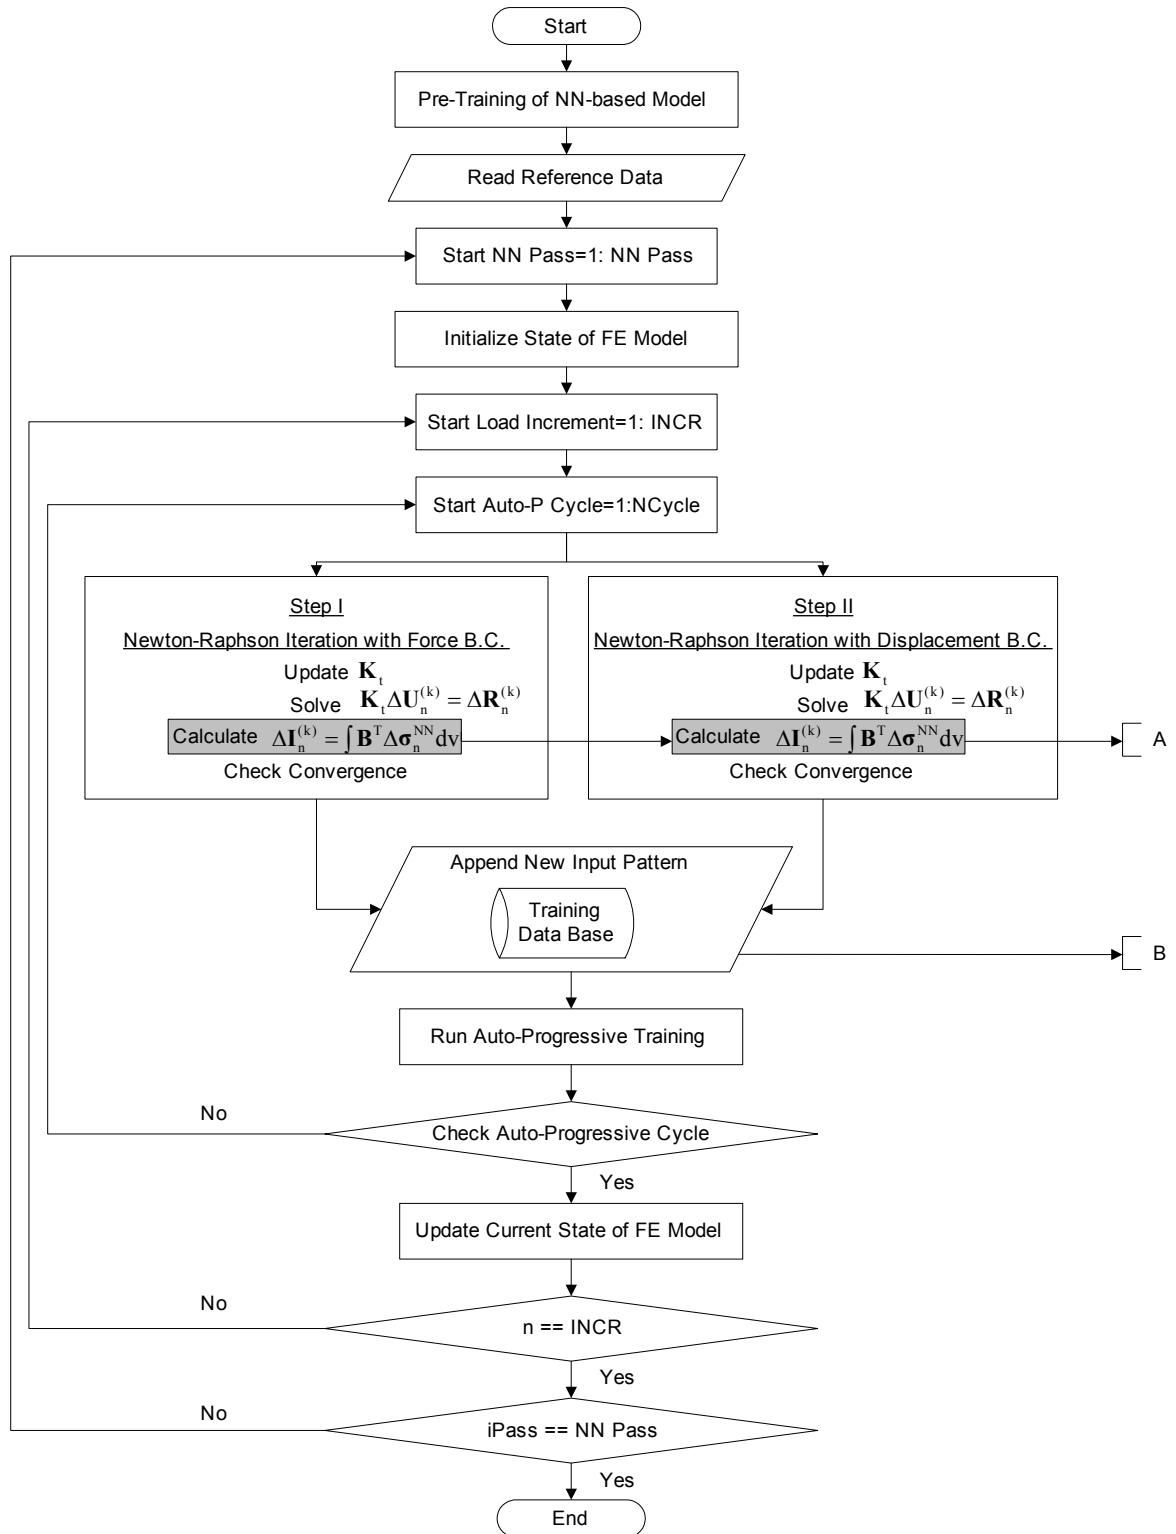 Start
Pre-Training of NN-based Model
Read Reference Data
Start NN Pass=1: NN Pass
Initialize State of FE Model
Start Load Increment=1: INCR
Start Auto-P Cycle=1:NCycle
Step I
Newton-Raphson Iteration with Force B.C.
Update K_t
Solve K_t ΔU_n^(k) = ΔR_n^(k)
Calculate ΔI_n^(k) = ∫ B^T Δσ_n^NN dv
Check Convergence
Step II
Newton-Raphson Iteration with Displacement B.C.
Update K_t
Solve K_t ΔU_n^(k) = ΔR_n^(k)
Calculate ΔI_n^(k) = ∫ B^T Δσ_n^NN dv
Check Convergence
A
Append New Input Pattern
Training
Data Base
B
Run Auto-Progressive Training
No
Check Auto-Progressive Cycle
Yes
Update Current State of FE Model
No
n == INCR
Yes
No
iPass == NN Pass
Yes
End